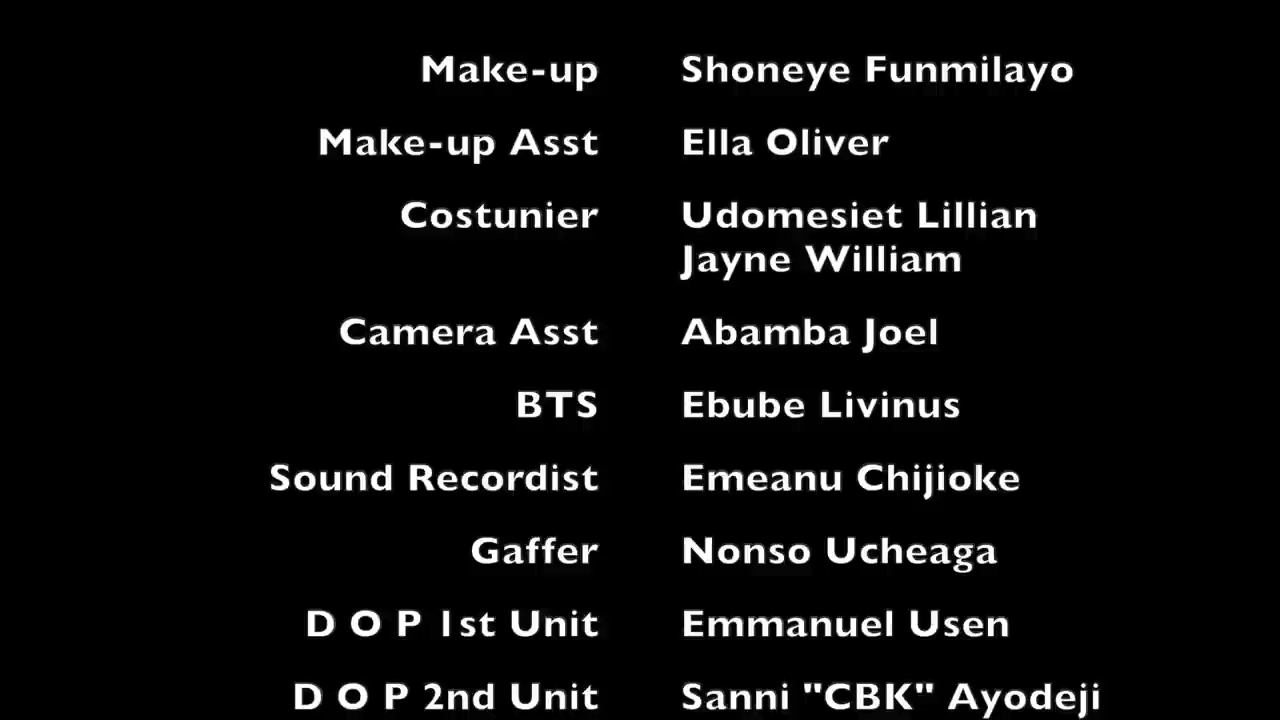 Make-up Shoneye Funmilayo
Make-up Asst Ella Oliver
Costunier Udomesiet Lillian
Jayne William
Camera Asst Abamba Joel
BTS Ebube Livinus
Sound Recordist Emeanu Chijioke
Gaffer Nonso Ucheaga
D O P 1st Unit Emmanuel Usen
D O P 2nd Unit Sanni "CBK" Ayodeji